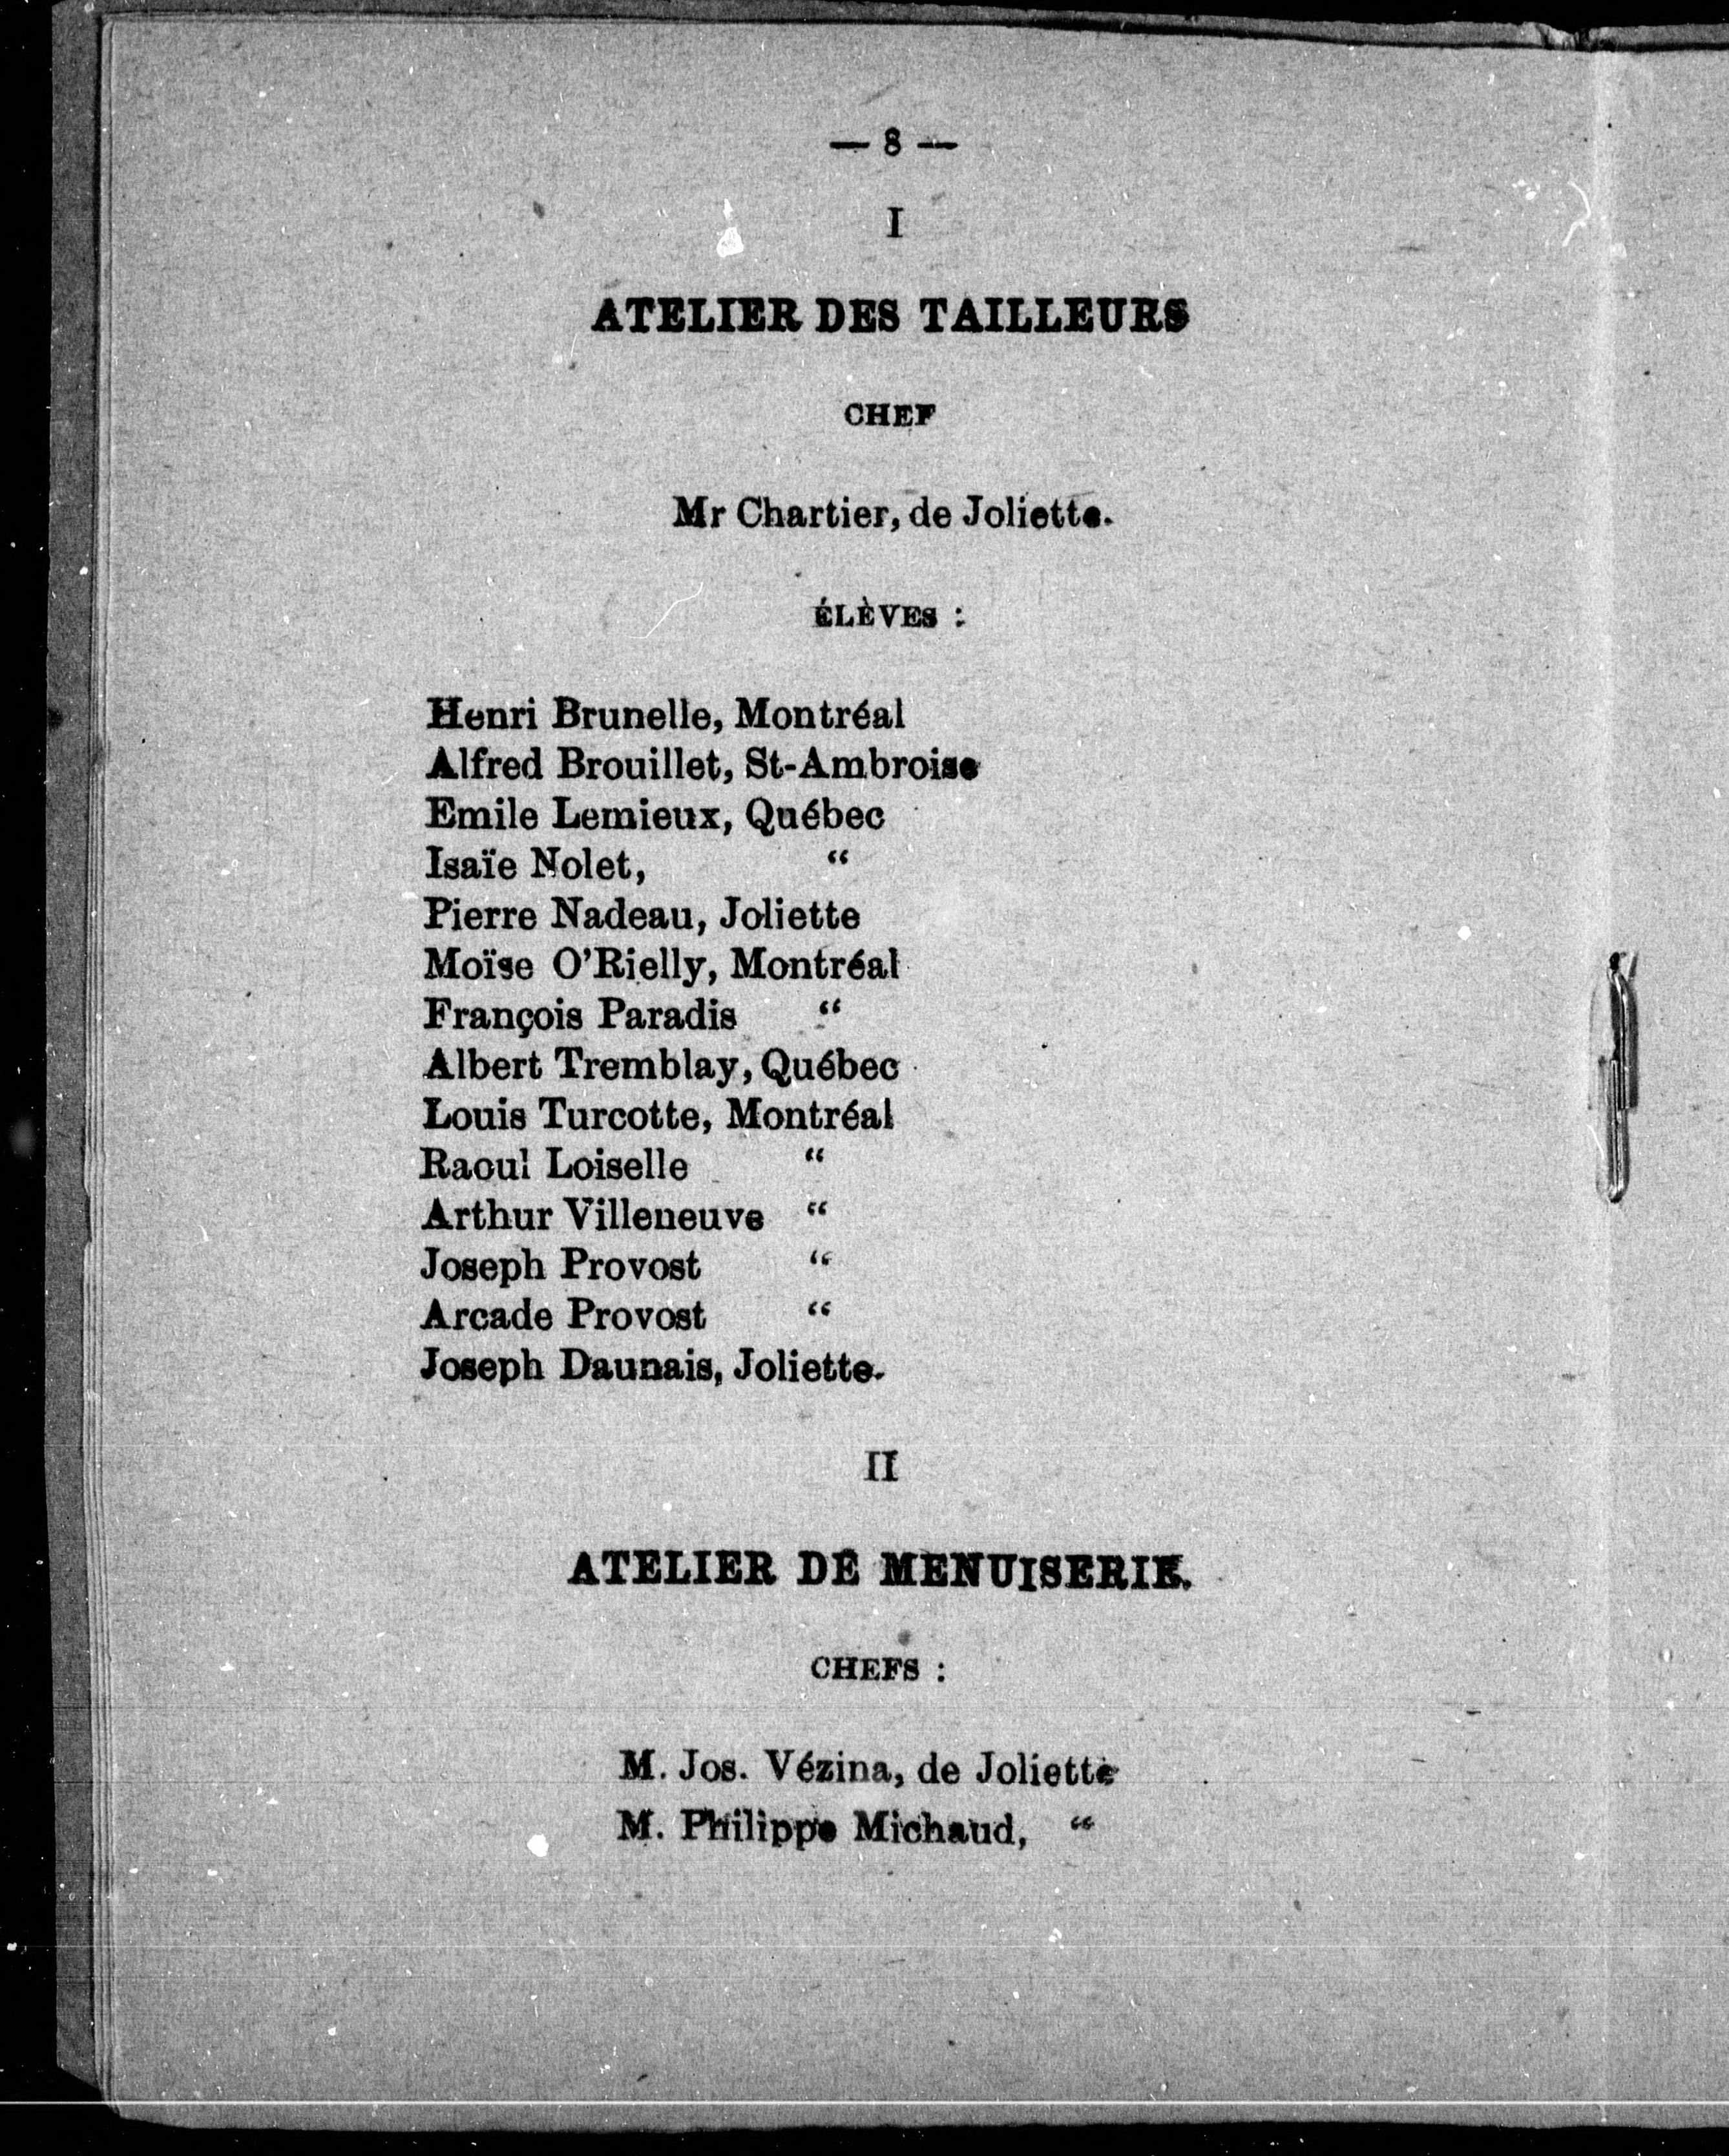 — 8 —
I
ATELIER DES TAILLEURS
CHEF
Mr Chartier, de Joliette.
ÉLÈVES :
Henri Brunelle, Montréal
Alfred Brouillet, St-Ambroise
Emile Lemieux, Québec
Isaïe Nolet, “
Pierre Nadeau, Joliette
Moïse O’Rielly, Montréal
François Paradis “
Albert Tremblay, Québec
Louis Turcotte, Montréal
Raoul Loiselle “
Arthur Villeneuve “
Joseph Provost “
Arcade Provost “
Joseph Daunais, Joliette.
II
ATELIER DE MENUISERIE.
CHEFS :
M. Jos. Vézina, de Joliette
M. Philippe Michaud, “